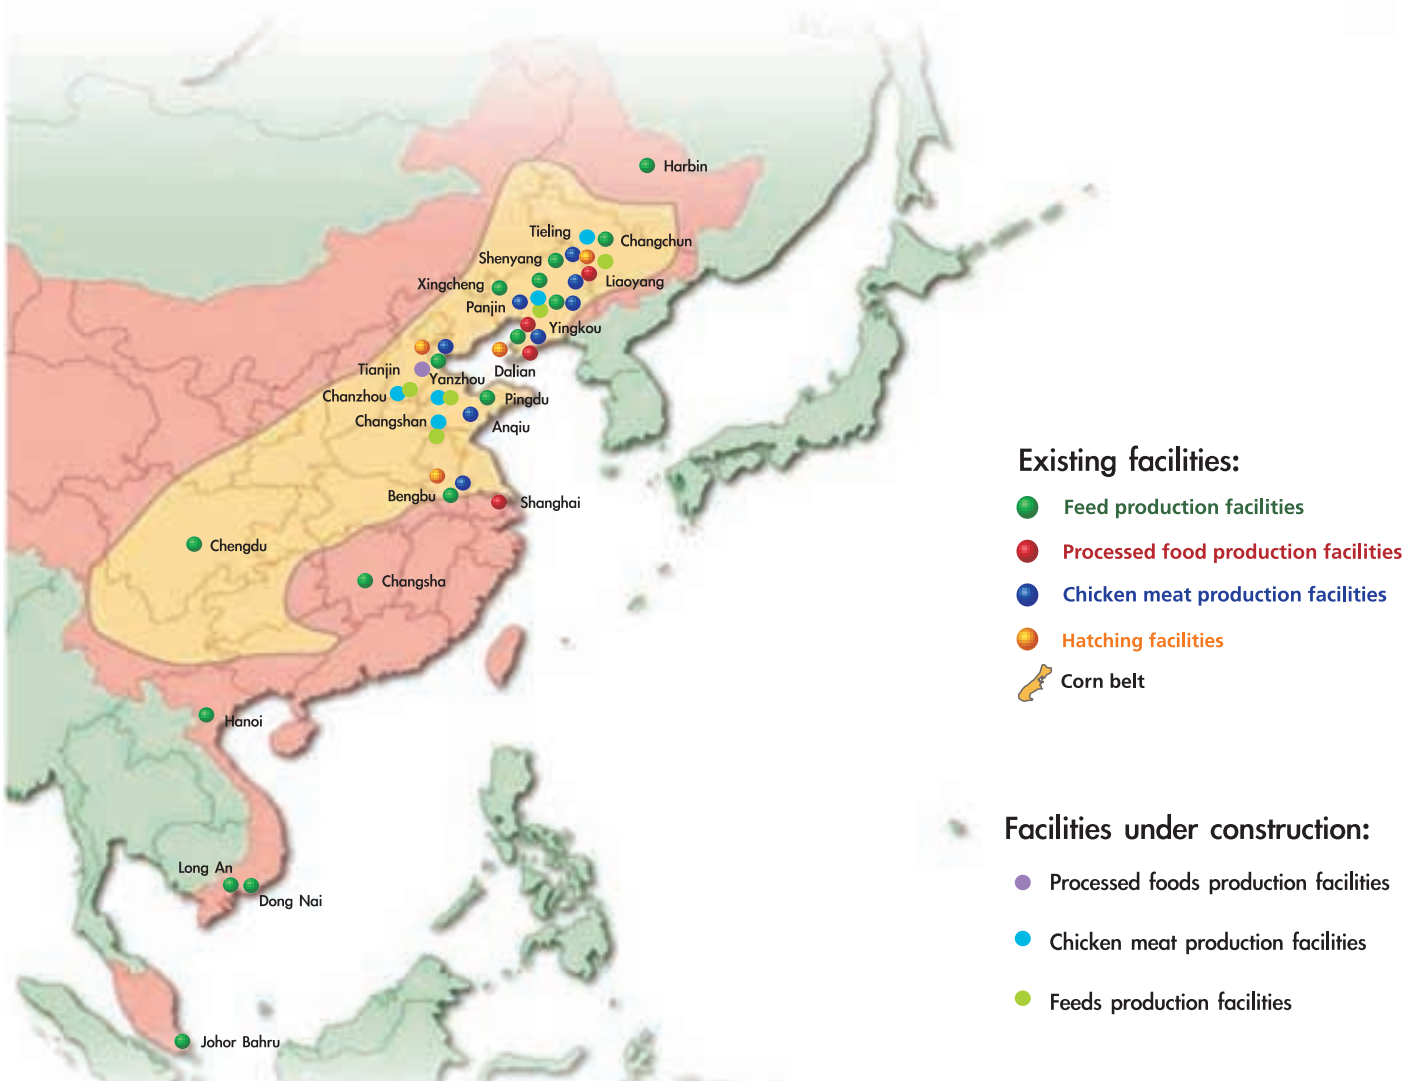 Harbin
Tieling
Changchun
Shenyang
Xingcheng
Liaoyang
Panjin
Yingkou
Tianjin
Yanzhou
Dalian
Chanzhou
Pingdu
Changshan
Anqiu
Bengbu
Shanghai
Chengdu
Changsha
Hanoi
Long An
Dong Nai
Johor Bahru
Existing facilities:
Feed production facilities
Processed food production facilities
Chicken meat production facilities
Hatching facilities
Corn belt
Facilities under construction:
Processed foods production facilities
Chicken meat production facilities
Feeds production facilities